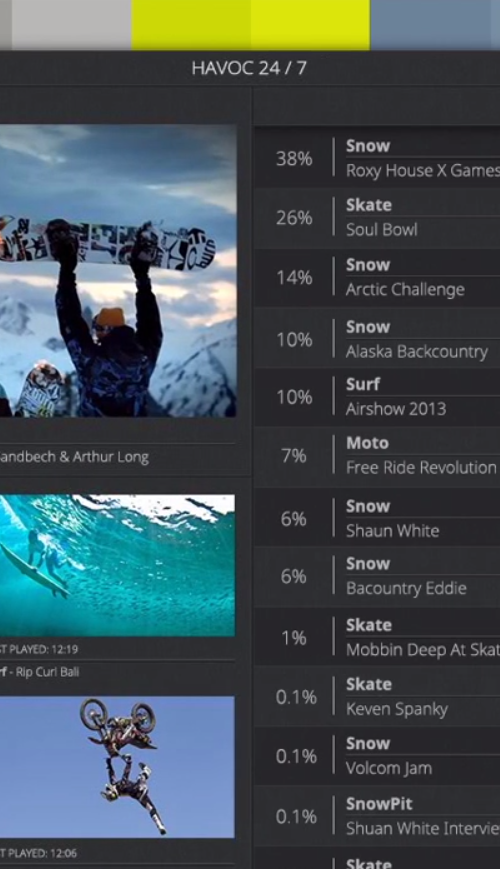 HAVOC 24 / 7
andbech & Arthur Long
T PLAYED: 12:19
rf - Rip Curl Bali
T PLAYED: 12:06
38%
Snow
Roxy House X Games
26%
Skate
Soul Bowl
14%
Snow
Arctic Challenge
10%
Snow
Alaska Backcountry
10%
Surf
Airshow 2013
7%
Moto
Free Ride Revolution
6%
Snow
Shaun White
6%
Snow
Bacountry Eddie
1%
Skate
Mobbin Deep At Skat
0.1%
Skate
Keven Spanky
0.1%
Snow
Volcom Jam
0.1%
SnowPit
Shuan White Intervie
Skate